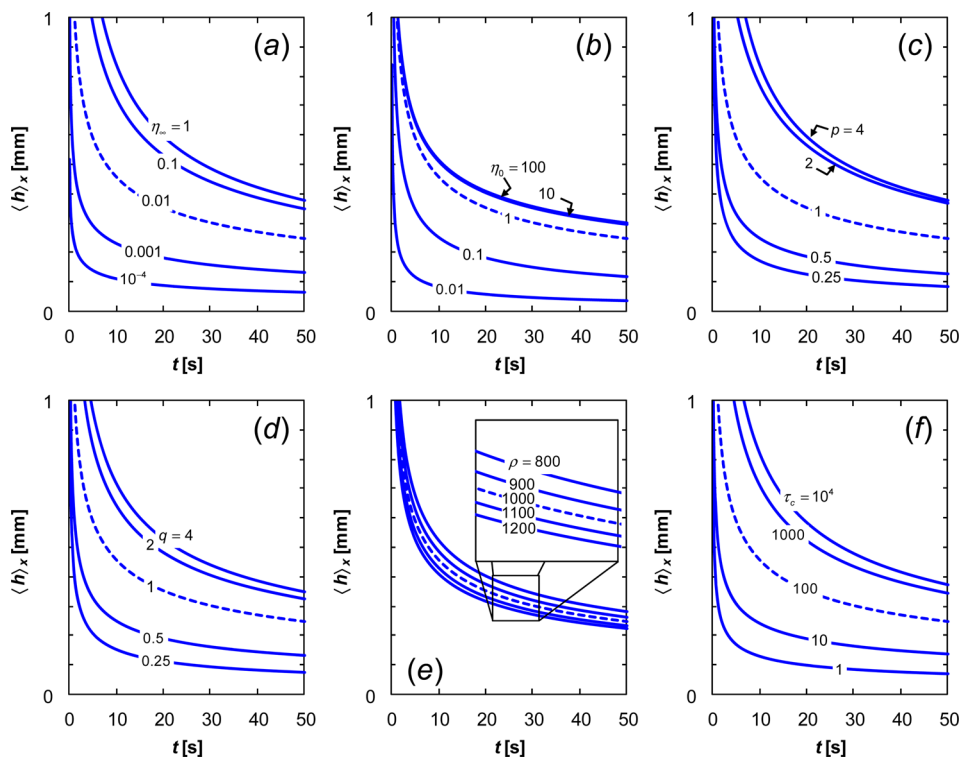 1
(a)
⟨h⟩x [mm]
η∞ = 1
0.1
0.01
0.001
10⁻⁴
0
0 10 20 30 40 50
t [s]
1
(b)
⟨h⟩x [mm]
η0 = 100
10
1
0.1
0.01
0
0 10 20 30 40 50
t [s]
1
(c)
⟨h⟩x [mm]
p = 4
2
1
0.5
0.25
0
0 10 20 30 40 50
t [s]
1
(d)
⟨h⟩x [mm]
q = 4
2
1
0.5
0.25
0
0 10 20 30 40 50
t [s]
1
⟨h⟩x [mm]
ρ = 800
900
1000
1100
1200
(e)
0
0 10 20 30 40 50
t [s]
1
(f)
⟨h⟩x [mm]
τc = 10⁴
1000
100
10
1
0
0 10 20 30 40 50
t [s]